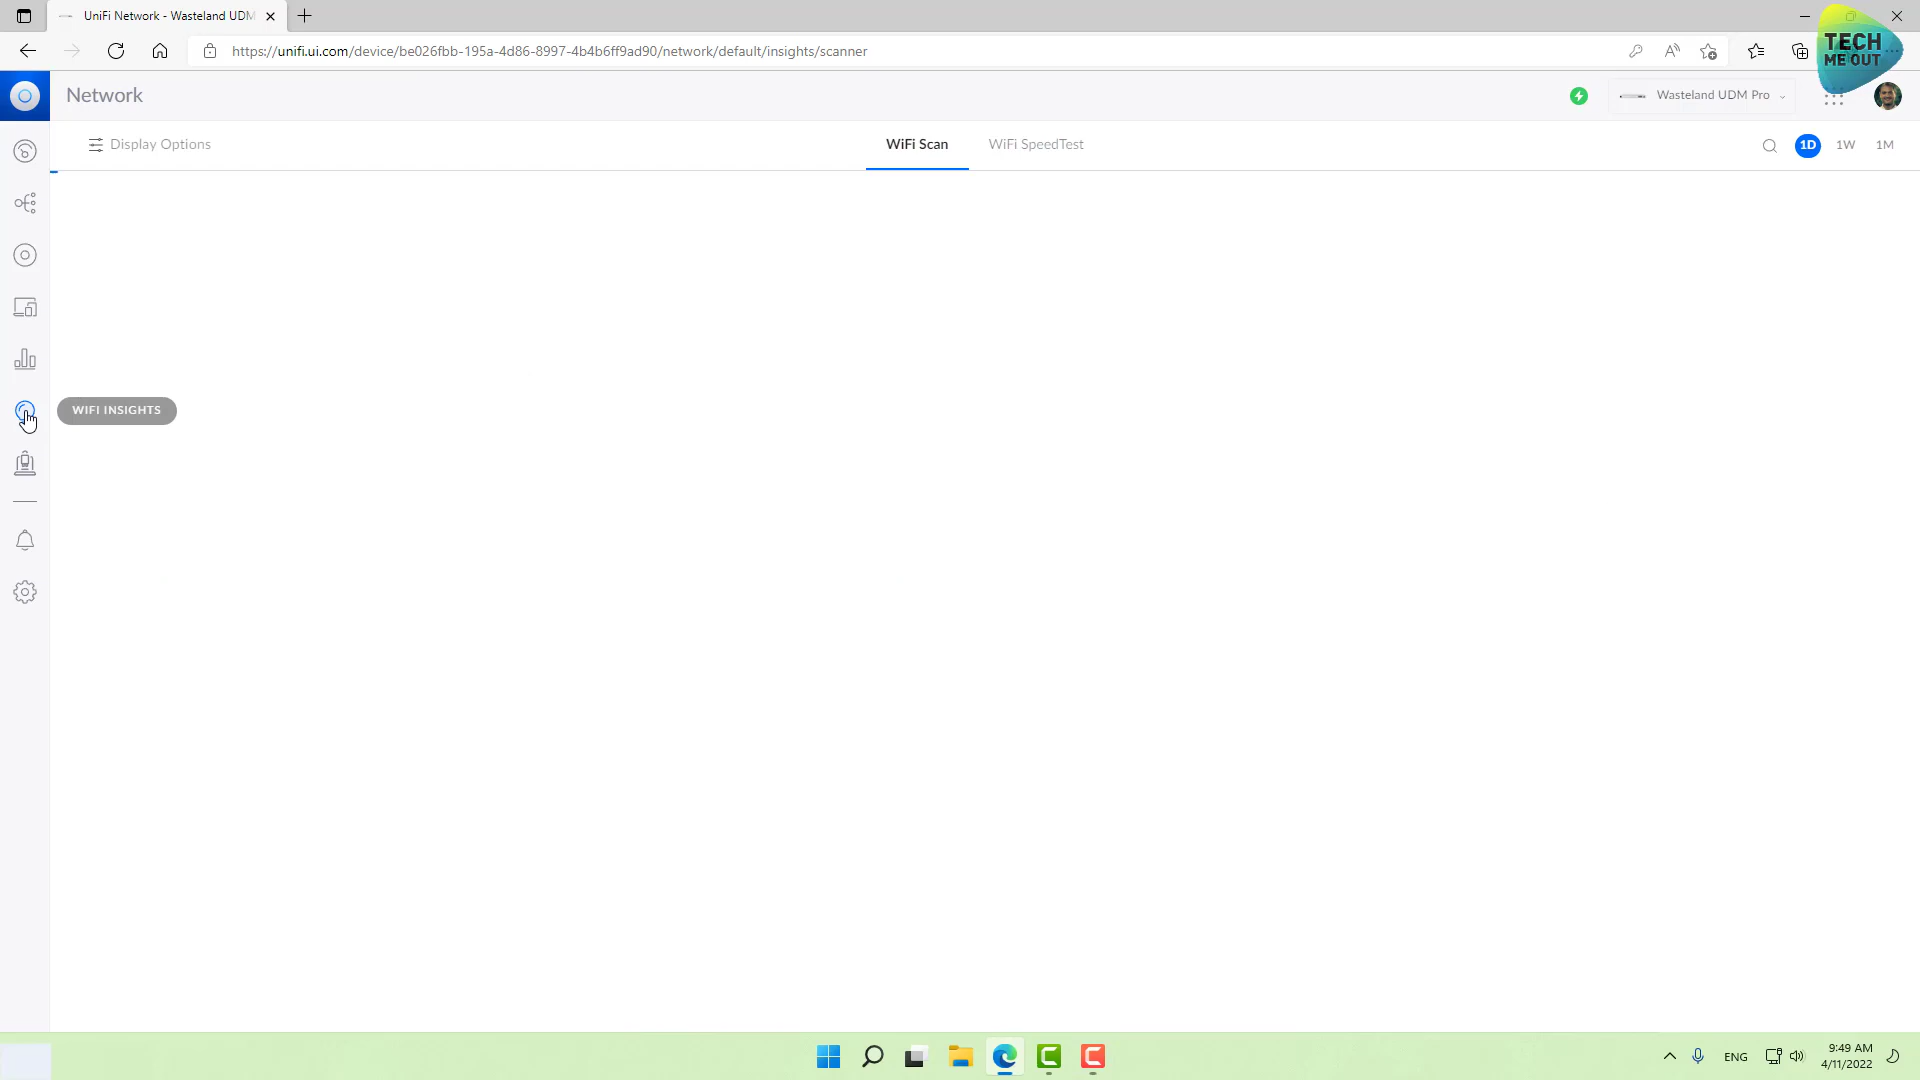 UniFi Network - Wasteland UDM
https://unifi.ui.com/device/be026fbb-195a-4d86-8997-4b4b6ff9ad90/network/default/insights/scanner
TECH
ME OUT
Network
Wasteland UDM Pro
Display Options
WiFi Scan
WiFi SpeedTest
1D
1W
1M
WIFI INSIGHTS
ENG
9:49 AM
4/11/2022